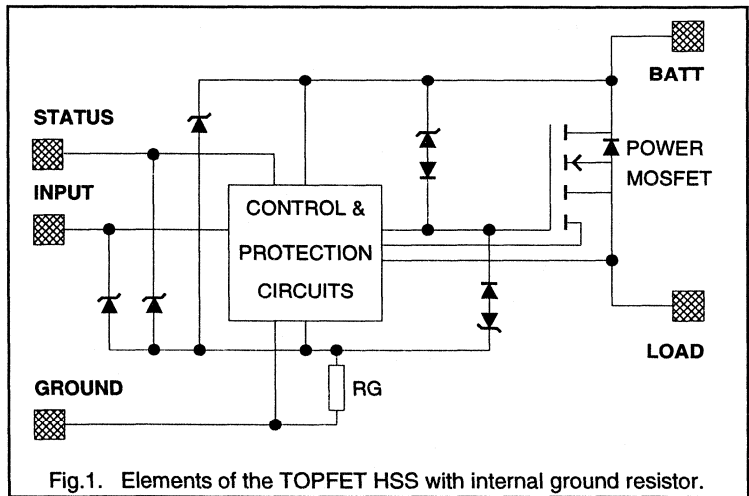 BATT
STATUS
INPUT
POWER
MOSFET
CONTROL &
PROTECTION
CIRCUITS
LOAD
GROUND
RG
Fig.1. Elements of the TOPFET HSS with internal ground resistor.